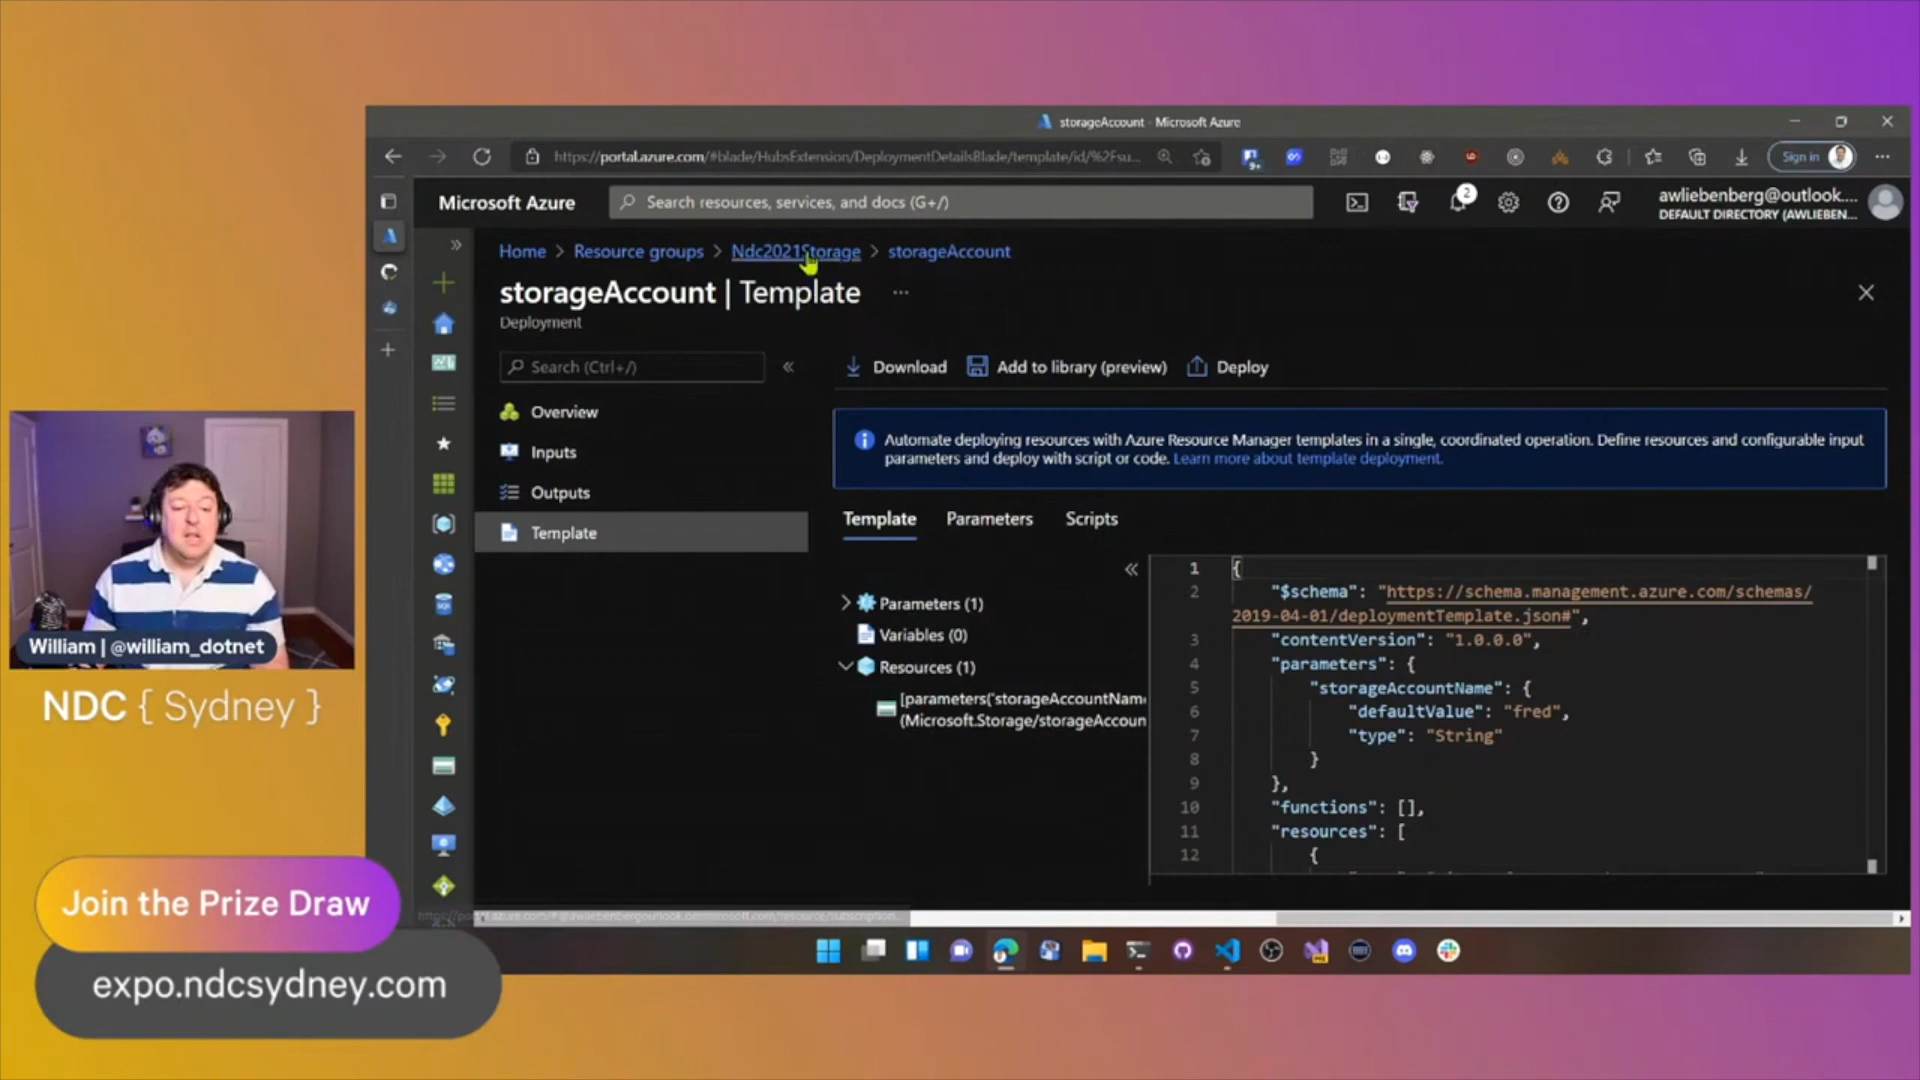 storageAccount - Microsoft Azure
https://portal.azure.com/#blade/HubsExtension/DeploymentDetailsBlade/template/id/%2Fsu...
Sign in
Microsoft Azure
Search resources, services, and docs (G+/)
2
awliebenberg@outlook....
DEFAULT DIRECTORY (AWLIEBEN...
Home > Resource groups > Ndc2021Storage > storageAccount
storageAccount | Template ...
Deployment
Search (Ctrl+/)
Download
Add to library (preview)
Deploy
Overview
Inputs
Outputs
Template
Automate deploying resources with Azure Resource Manager templates in a single, coordinated operation. Define resources and configurable input
parameters and deploy with script or code. Learn more about template deployment.
Template Parameters Scripts
Parameters (1)
Variables (0)
Resources (1)
[parameters('storageAccountName
(Microsoft.Storage/storageAccoun
1 {
2 "$schema": "https://schema.management.azure.com/schemas/
2019-04-01/deploymentTemplate.json#",
3 "contentVersion": "1.0.0.0",
4 "parameters": {
5 "storageAccountName": {
6 "defaultValue": "fred",
7 "type": "String"
8 }
9 },
10 "functions": [],
11 "resources": [
12 {
William | @william_dotnet
NDC { Sydney }
Join the Prize Draw
expo.ndcsydney.com